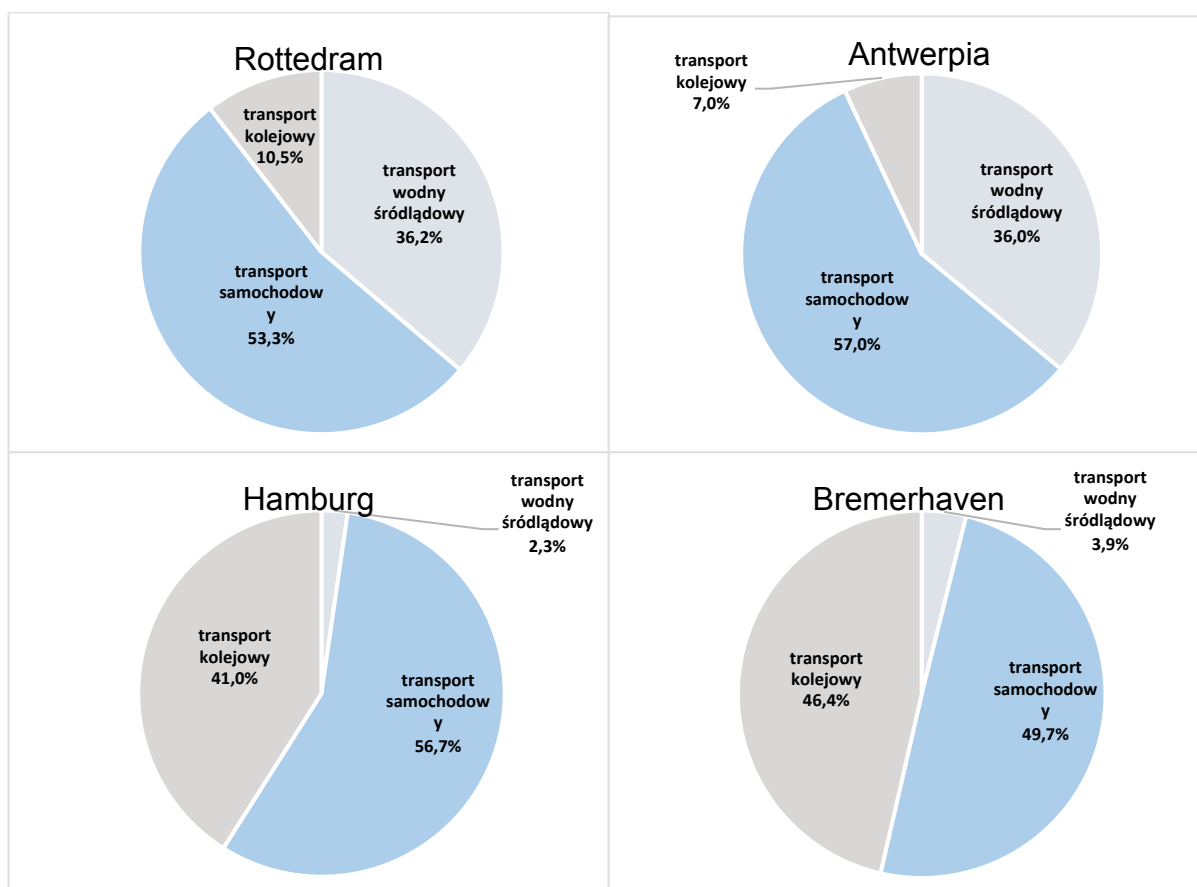 Rottedram
transport
kolejowy
10,5%
transport
wodny
śródlądowy
36,2%
transport
samochodow
y
53,3%
Antwerpia
transport
kolejowy
7,0%
transport
wodny
śródlądowy
36,0%
transport
samochodow
y
57,0%
Hamburg
transport
wodny
śródlądowy
2,3%
transport
kolejowy
41,0%
transport
samochodow
y
56,7%
Bremerhaven
transport
wodny
śródlądowy
3,9%
transport
kolejowy
46,4%
transport
samochodow
y
49,7%